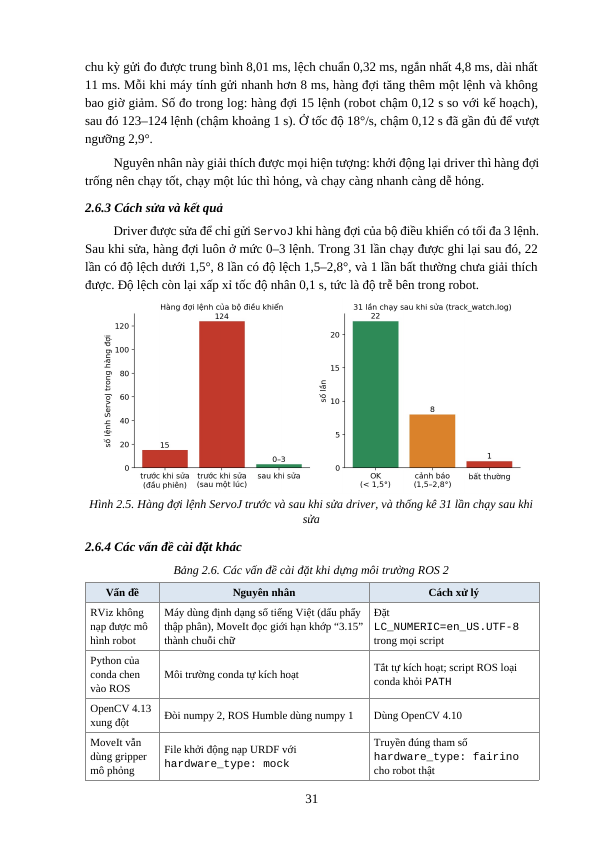 chu kỳ gửi đo được trung bình 8,01 ms, lệch chuẩn 0,32 ms, ngắn nhất 4,8 ms, dài nhất
11 ms. Mỗi khi máy tính gửi nhanh hơn 8 ms, hàng đợi tăng thêm một lệnh và không
bao giờ giảm. Số đo trong log: hàng đợi 15 lệnh (robot chậm 0,12 s so với kế hoạch),
sau đó 123–124 lệnh (chậm khoảng 1 s). Ở tốc độ 18°/s, chậm 0,12 s đã gần đủ để vượt
ngưỡng 2,9°.
Nguyên nhân này giải thích được mọi hiện tượng: khởi động lại driver thì hàng đợi
trống nên chạy tốt, chạy một lúc thì hỏng, và chạy càng nhanh càng dễ hỏng.
2.6.3 Cách sửa và kết quả
Driver được sửa để chỉ gửi ServoJ khi hàng đợi của bộ điều khiển có tối đa 3 lệnh.
Sau khi sửa, hàng đợi luôn ở mức 0–3 lệnh. Trong 31 lần chạy được ghi lại sau đó, 22
lần có độ lệch dưới 1,5°, 8 lần có độ lệch 1,5–2,8°, và 1 lần bất thường chưa giải thích
được. Độ lệch còn lại xấp xỉ tốc độ nhân 0,1 s, tức là độ trễ bên trong robot.
Hàng đợi lệnh của bộ điều khiển
số lệnh ServoJ trong hàng đợi
120
100
80
60
40
20
0
15
124
0–3
trước khi sửa
(đầu phiên)
trước khi sửa
(sau một lúc)
sau khi sửa
31 lần chạy sau khi sửa (track_watch.log)
số lần
20
15
10
5
0
22
8
1
OK
(< 1,5°)
cảnh báo
(1,5–2,8°)
bất thường
Hình 2.5. Hàng đợi lệnh ServoJ trước và sau khi sửa driver, và thống kê 31 lần chạy sau khi
sửa
2.6.4 Các vấn đề cài đặt khác
Bảng 2.6. Các vấn đề cài đặt khi dựng môi trường ROS 2
Vấn đề
Nguyên nhân
Cách xử lý
RViz không
nạp được mô
hình robot
Máy dùng định dạng số tiếng Việt (dấu phẩy
thập phân), MoveIt đọc giới hạn khớp “3.15”
thành chuỗi chữ
Đặt
LC_NUMERIC=en_US.UTF-8
trong mọi script
Python của
conda chen
vào ROS
Môi trường conda tự kích hoạt
Tắt tự kích hoạt; script ROS loại
conda khỏi PATH
OpenCV 4.13
xung đột
Đòi numpy 2, ROS Humble dùng numpy 1
Dùng OpenCV 4.10
MoveIt vẫn
dùng gripper
mô phỏng
File khởi động nạp URDF với
hardware_type: mock
Truyền đúng tham số
hardware_type: fairino
cho robot thật
31